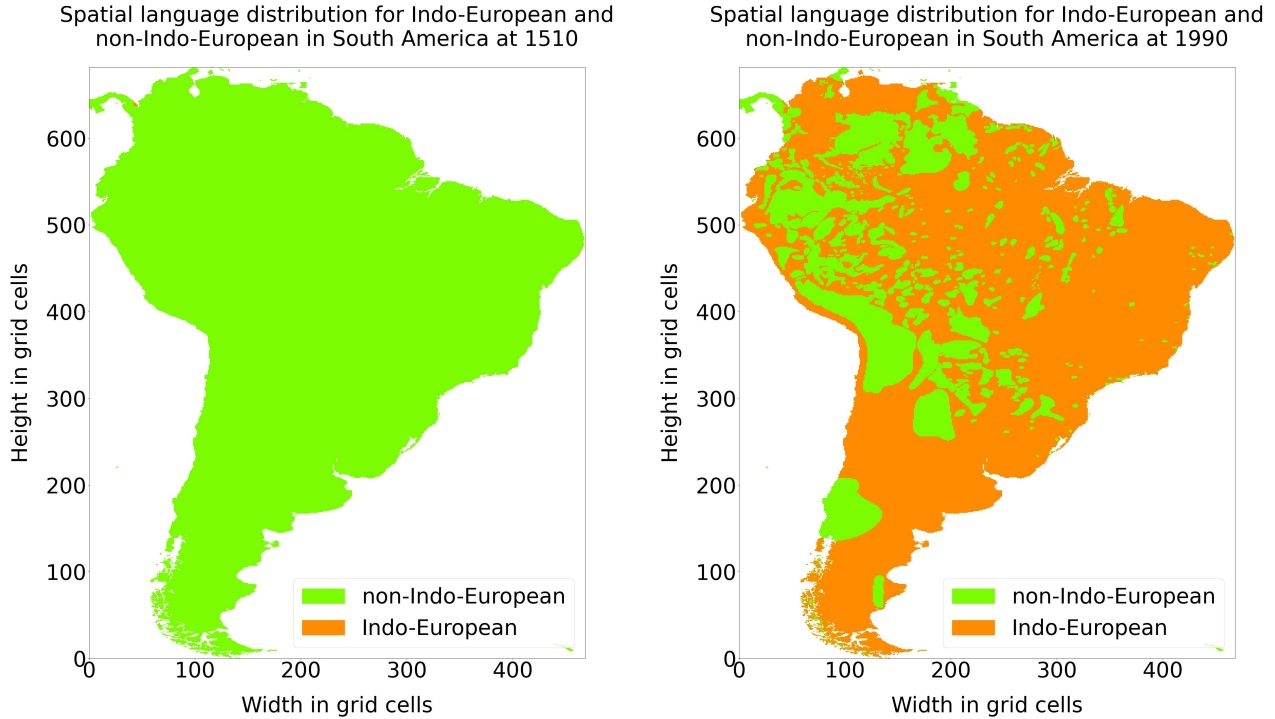 Spatial language distribution for Indo-European and
non-Indo-European in South America at 1510
Height in grid cells
600
500
400
300
200
100
0
0 100 200 300 400
Width in grid cells
non-Indo-European
Indo-European
Spatial language distribution for Indo-European and
non-Indo-European in South America at 1990
Height in grid cells
600
500
400
300
200
100
0
0 100 200 300 400
Width in grid cells
non-Indo-European
Indo-European